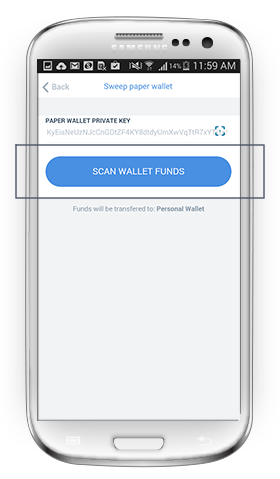 SAMSUNG
14% 11:59 AM
Back Sweep paper wallet
PAPER WALLET PRIVATE KEY
SCAN WALLET FUNDS
Funds will be transfered to: Personal Wallet